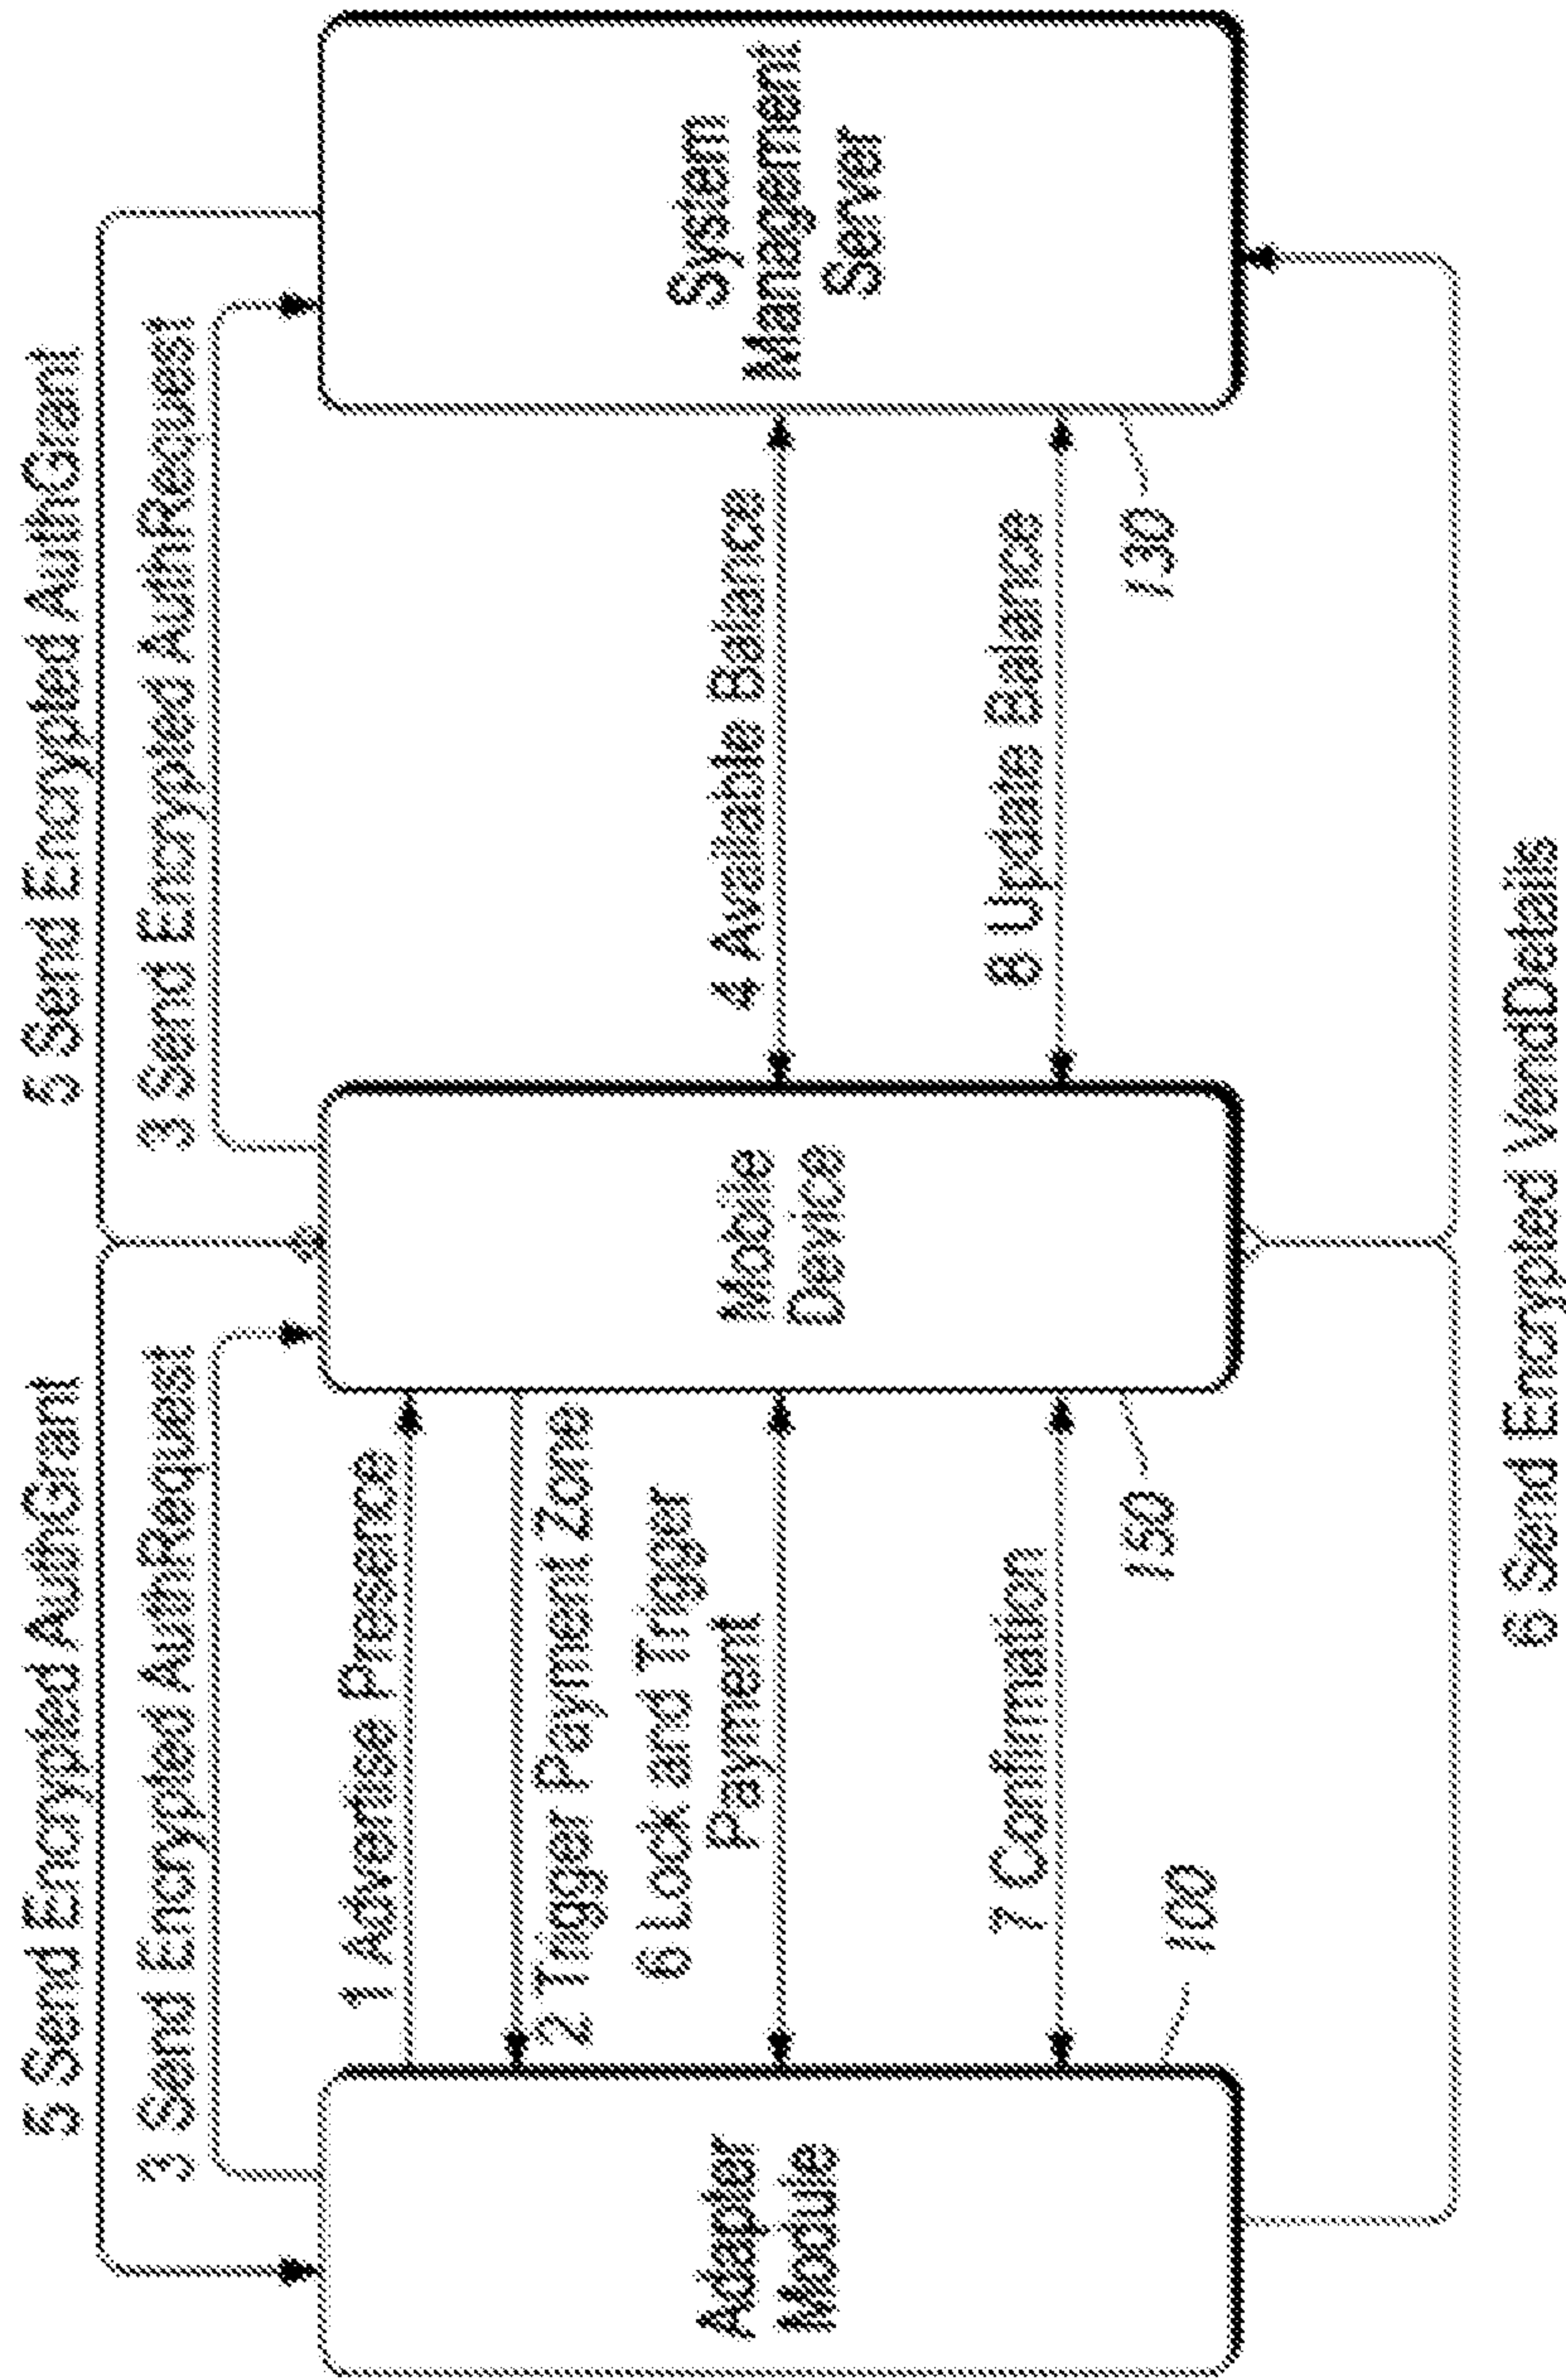 5 Send Encrypted AuthGrant
5 Send Encrypted AuthGrant
3 Send Encrypted AuthRequest
3 Send Encrypted AuthRequest
1 Advertise Presence
2 Trigger Payment Zone
6 Lock and Trigger
Payment
4 Available Balance
Adapter
Module
Mobile
Device
System
Management
Server
7 Confirmation
8 Update Balance
100
150
130
6 Send Encrypted VendDetails